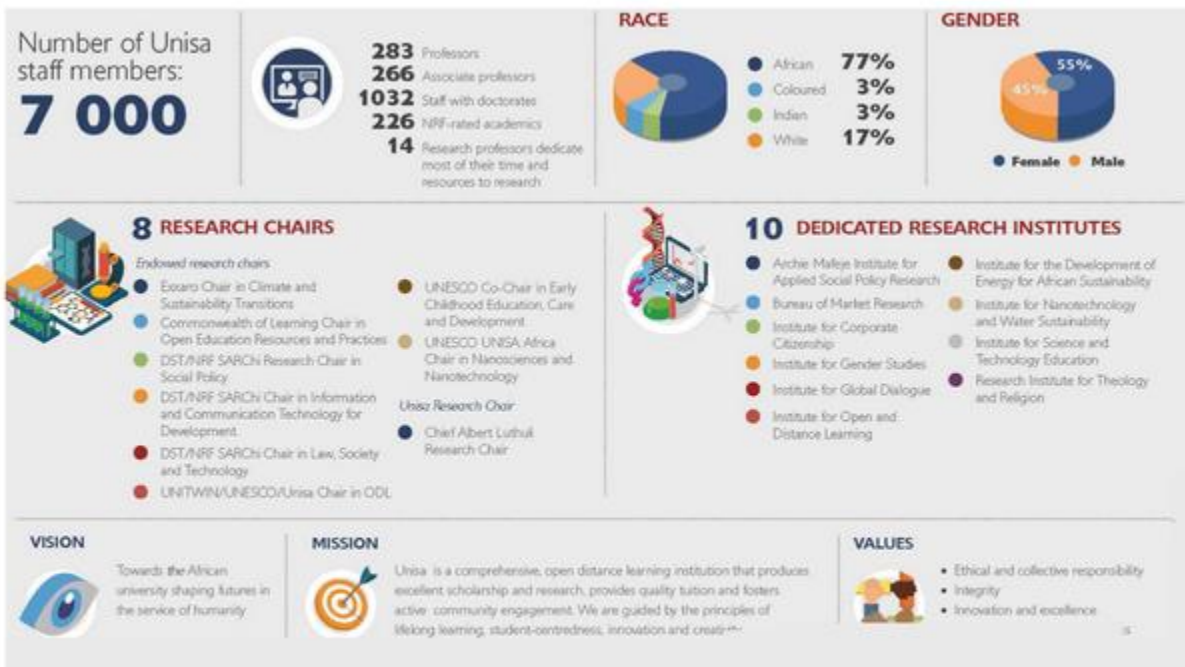 Number of Unisa
staff members:
7 000
283 Professors
266 Associate professors
1032 Staff with doctorates
226 NRF-rated academics
14 Research professors dedicate
most of their time and
resources to research
RACE
African 77%
Coloured 3%
Indian 3%
White 17%
GENDER
55%
45%
Female Male
8 RESEARCH CHAIRS
Endowed research chairs
Exxaro Chair in Climate and
Sustainability Transitions
Commonwealth of Learning Chair in
Open Education Resources and Practices
DST/NRF SARChi Research Chair in
Social Policy
DST/NRF SARChi Chair in Information
and Communication Technology for
Development
DST/NRF SARChi Chair in Law, Society
and Technology
UNITWIN/UNESCO/Unisa Chair in ODL
UNESCO Co-Chair in Early
Childhood Education, Care
and Development
UNESCO UNISA Africa
Chair in Nanosciences and
Nanotechnology
Unisa Research Chair
Chief Albert Luthuli
Research Chair
10 DEDICATED RESEARCH INSTITUTES
Archie Mafeje Institute for
Applied Social Policy Research
Bureau of Market Research
Institute for Corporate
Citizenship
Institute for Gender Studies
Institute for Global Dialogue
Institute for Open and
Distance Learning
Institute for the Development of
Energy for African Sustainability
Institute for Nanotechnology
and Water Sustainability
Institute for Science and
Technology Education
Research Institute for Theology
and Religion
VISION
Towards the African
university shaping futures in
the service of humanity
MISSION
Unisa is a comprehensive, open distance learning institution that produces
excellent scholarship and research, provides quality tuition and fosters
active community engagement. We are guided by the principles of
lifelong learning, student-centredness, innovation and
VALUES
• Ethical and collective responsibility
• Integrity
• Innovation and excellence